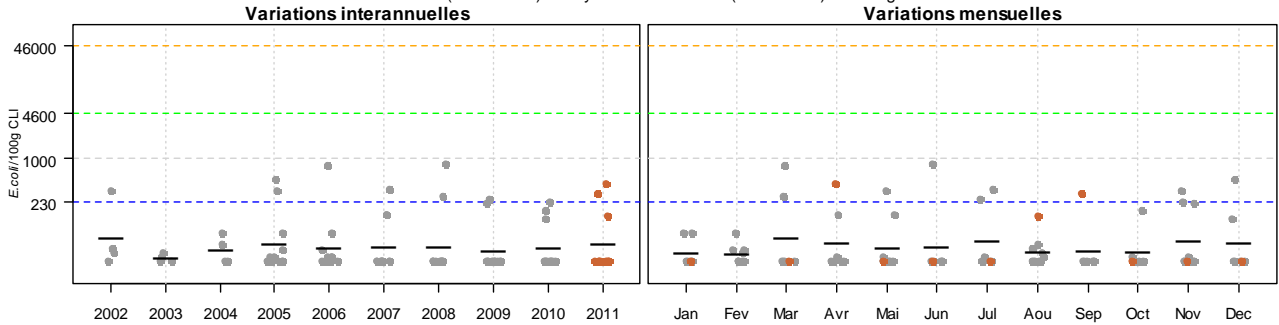 Variations interannuelles
Variations mensuelles
46000
4600
1000
230
E.coli/100g CLI
2002 2003 2004 2005 2006 2007 2008 2009 2010 2011
Jan Fev Mar Avr Mai Jun Jul Aou Sep Oct Nov Dec